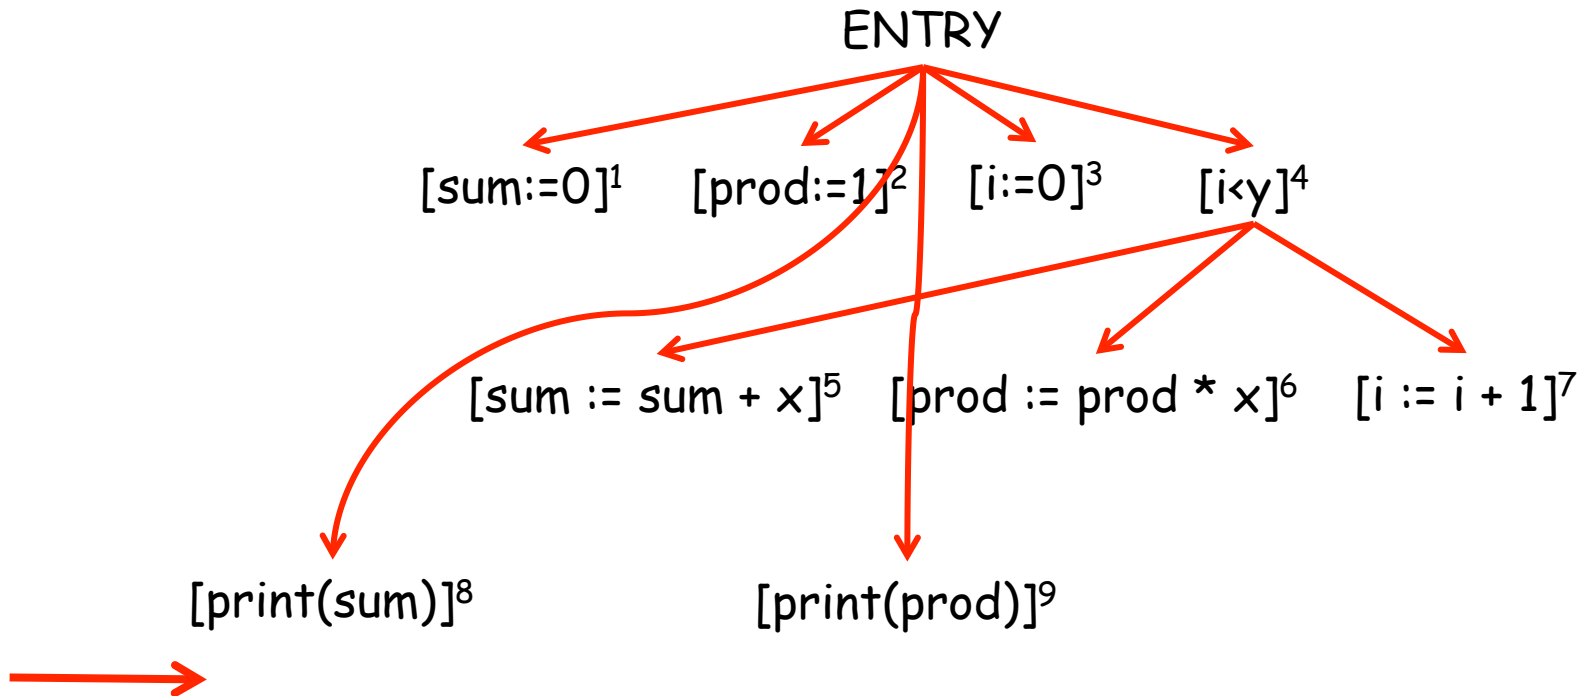 ENTRY
[sum:=0]¹ [prod:=1]² [i:=0]³ [i<y]⁴
[sum := sum + x]⁵ [prod := prod * x]⁶ [i := i + 1]⁷
[print(sum)]⁸ [print(prod)]⁹